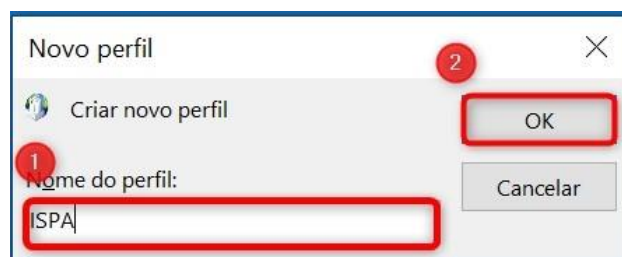 Novo perfil
2
Criar novo perfil
OK
1
Nome do perfil:
Cancelar
ISPA